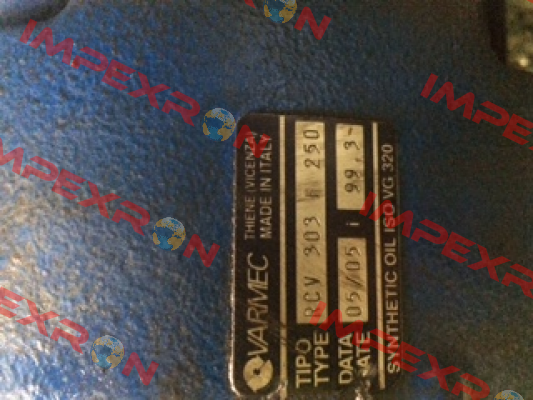 VARMEC
THIENE (VICENZA)
MADE IN ITALY
TIPO
TYPE
RCV 303 250
DATA
DATE
05/05 i 99,3-
SYNTHETIC OIL ISO VG 320
IMPEXRON
IMPEXRON
IMPEXRON
IMPEXRON
IMPEXRON
IMPEXRON